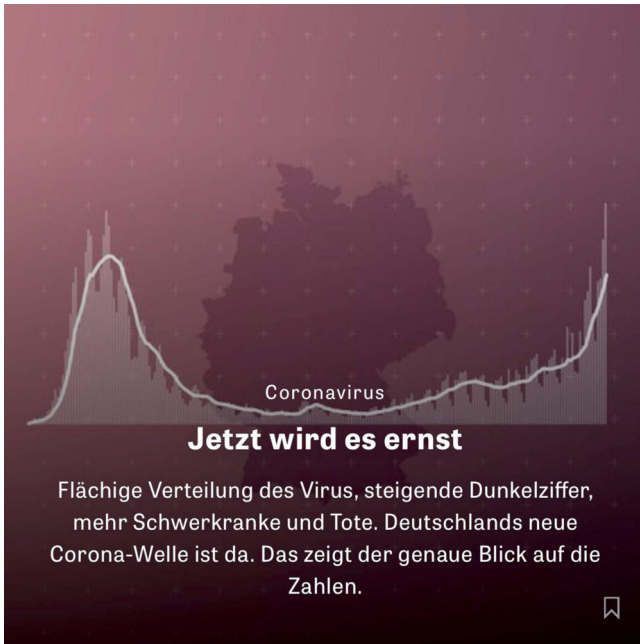 Coronavirus
Jetzt wird es ernst
Flächige Verteilung des Virus, steigende Dunkelziffer,
mehr Schwerkranke und Tote. Deutschlands neue
Corona-Welle ist da. Das zeigt der genaue Blick auf die
Zahlen.